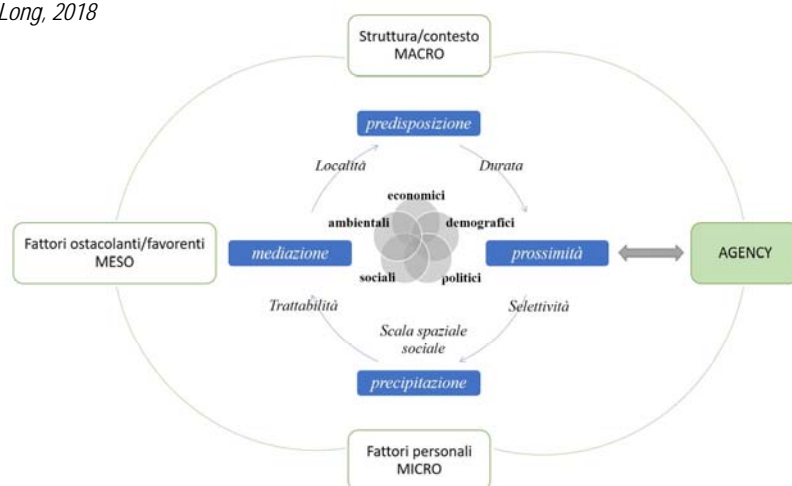 Long, 2018
Struttura/contesto
MACRO
predisposizione
Località
Durata
economici
ambientali
demografici
Fattori ostacolanti/favorenti
MESO
mediazione
prossimità
AGENCY
sociali
politici
Trattabilità
Selettività
Scala spaziale
sociale
precipitazione
Fattori personali
MICRO